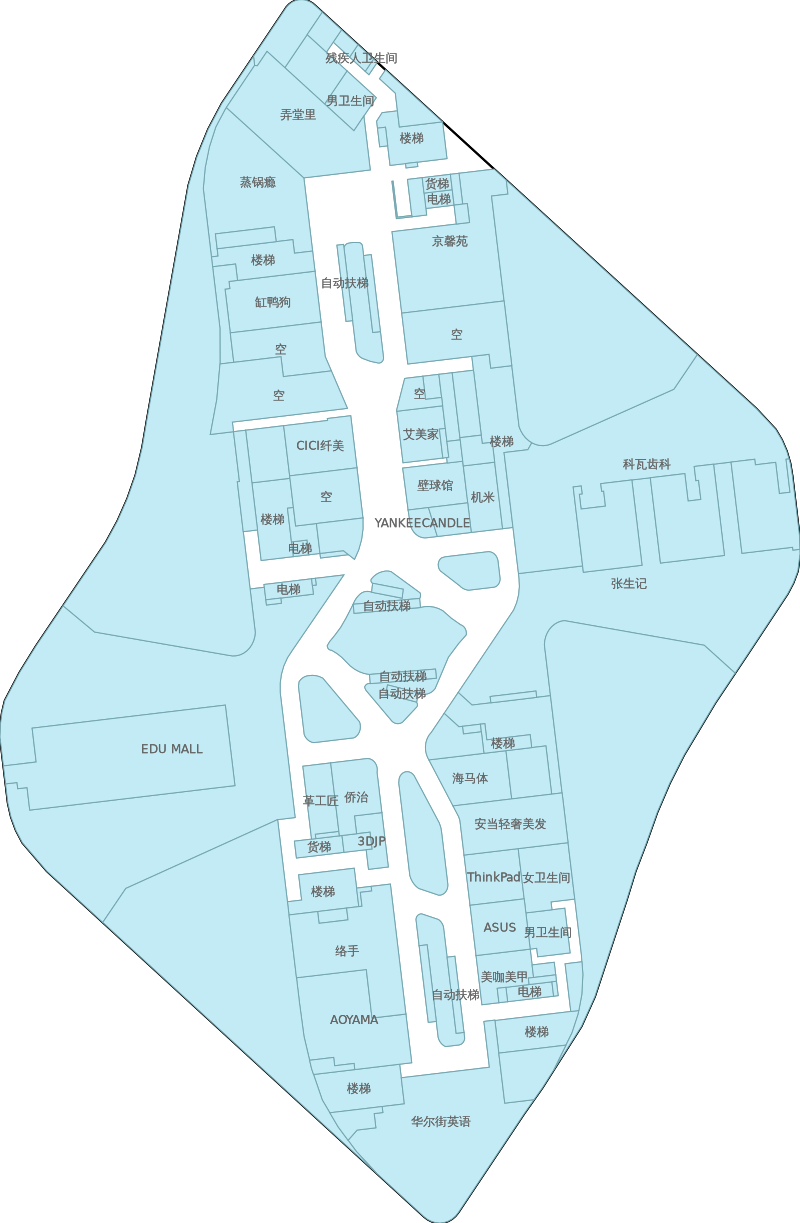 残疾人卫生间
男卫生间
弄堂里
楼梯
蒸锅瘾
货梯
电梯
京馨苑
楼梯
自动扶梯
缸鸭狗
空
空
空
空
艾美家
CICI纤美
楼梯
科瓦齿科
壁球馆
机米
空
楼梯
YANKEECANDLE
电梯
电梯
张生记
自动扶梯
自动扶梯
自动扶梯
EDU MALL
楼梯
海马体
革工匠
侨治
安当轻奢美发
3DJP
货梯
ThinkPad
女卫生间
楼梯
ASUS
男卫生间
络手
美咖美甲
电梯
自动扶梯
AOYAMA
楼梯
楼梯
华尔街英语